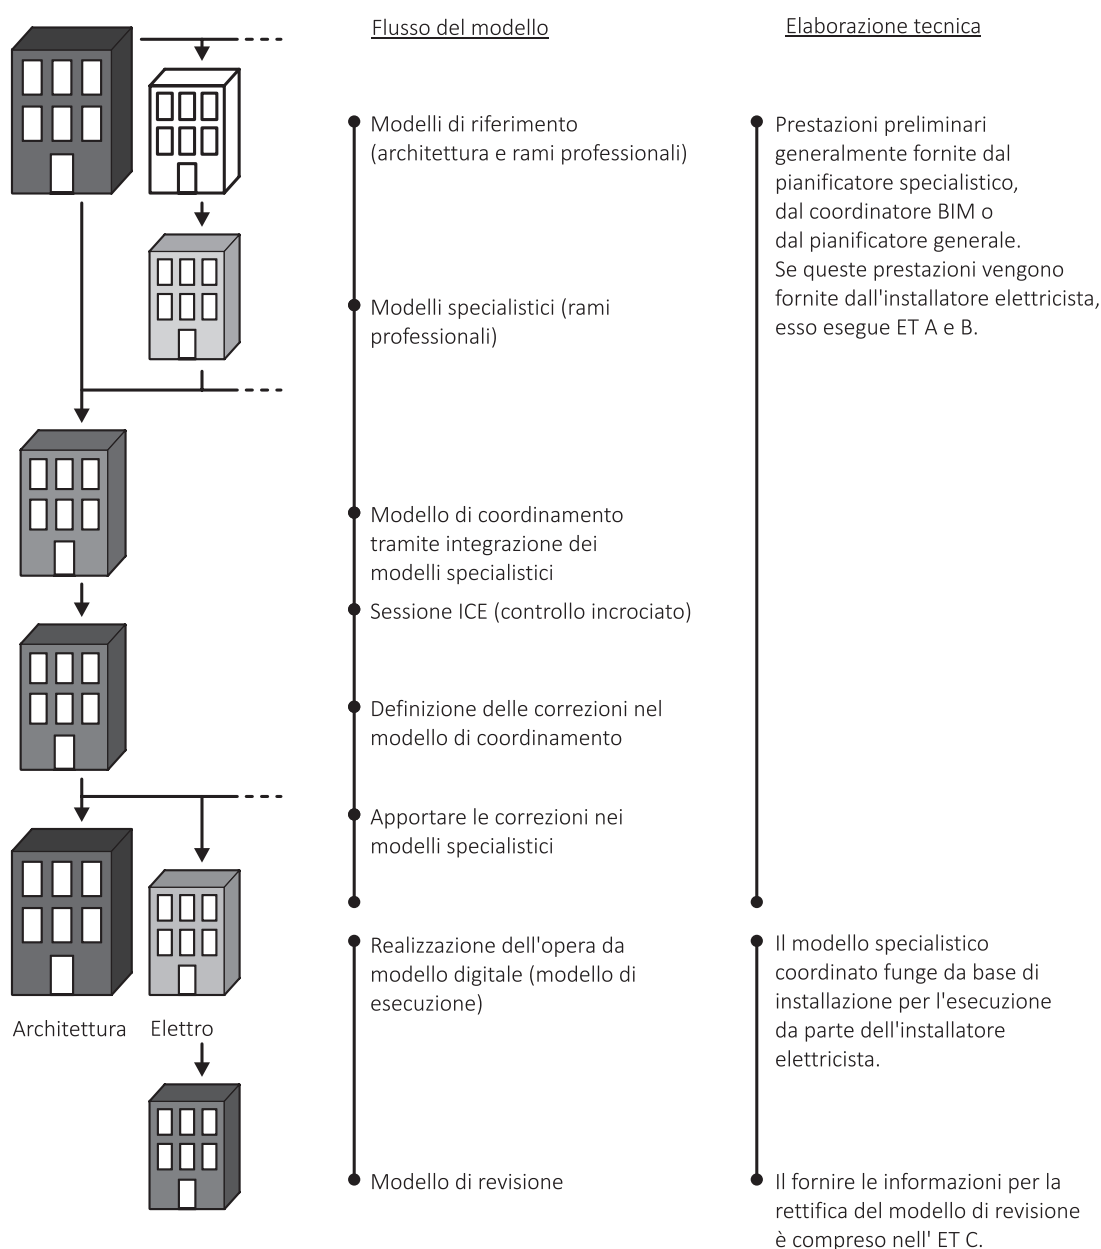 Flusso del modello
Modelli di riferimento
(architettura e rami professionali)
Modelli specialistici (rami
professionali)
Modello di coordinamento
tramite integrazione dei
modelli specialistici
Sessione ICE (controllo incrociato)
Definizione delle correzioni nel
modello di coordinamento
Apportare le correzioni nei
modelli specialistici
Realizzazione dell'opera da
modello digitale (modello di
esecuzione)
Modello di revisione
Elaborazione tecnica
Prestazioni preliminari
generalmente fornite dal
pianificatore specialistico,
dal coordinatore BIM o
dal pianificatore generale.
Se queste prestazioni vengono
fornite dall'installatore elettricista,
esso esegue ET A e B.
Il modello specialistico
coordinato funge da base di
installazione per l'esecuzione
da parte dell'installatore
elettricista.
Il fornire le informazioni per la
rettifica del modello di revisione
è compreso nell' ET C.
Architettura
Elettro